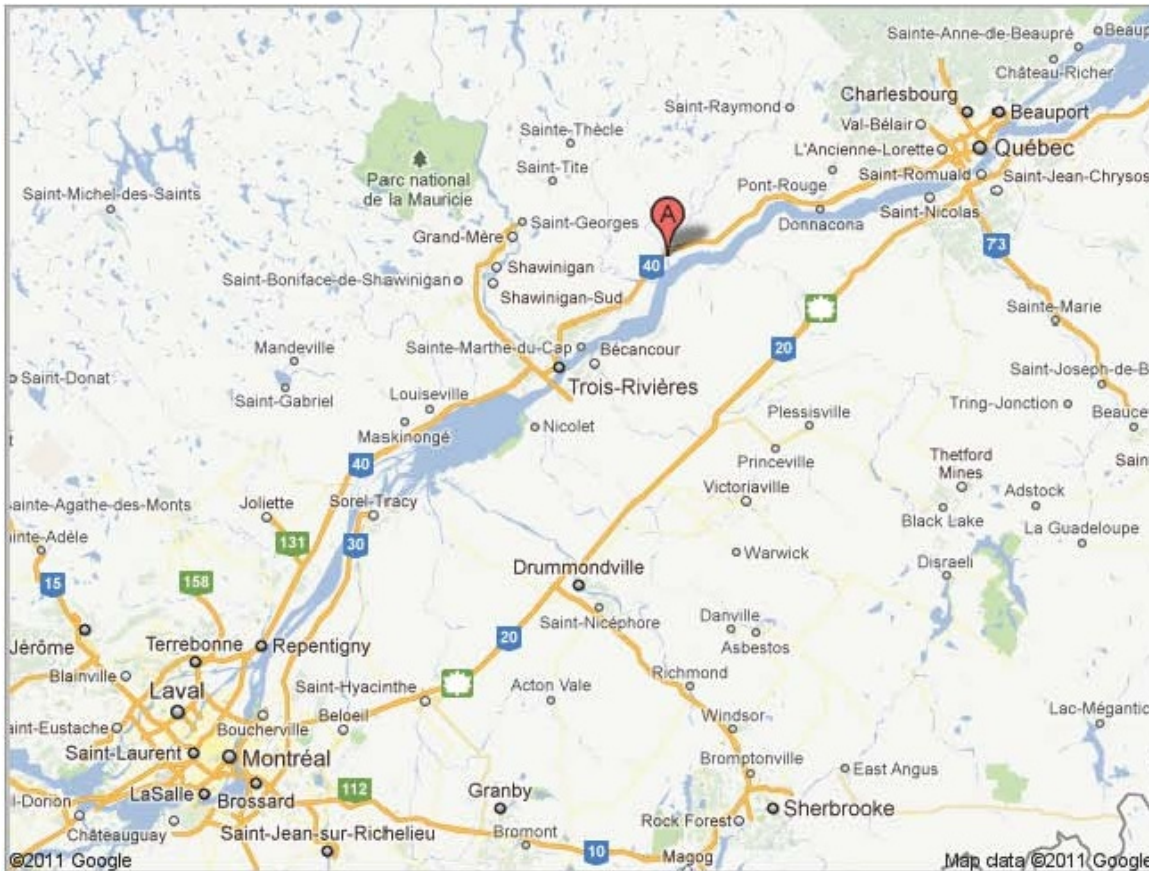 Sainte-Anne-de-Beaupré
Beaup
Château-Richer
Saint-Raymond
Charlesbourg
Beauport
Sainte-Thècle
Val-Bélair
L'Ancienne-Lorette
Québec
Saint-Tite
Parc national
de la Mauricie
Pont-Rouge
Saint-Romuald
Saint-Jean-Chrysos
Saint-Michel-des-Saints
Saint-Nicolas
A
Saint-Georges
Donnacona
Grand-Mère
73
40
Shawinigan
Saint-Boniface-de-Shawinigan
Shawinigan-Sud
Sainte-Marie
Mandeville
Sainte-Marthe-du-Cap
Bécancour
20
Saint-Donat
Trois-Rivières
Saint-Joseph-de-B
Saint-Gabriel
Louiseville
Tring-Jonction
Plessisville
Beauce
Maskinongé
Nicolet
Princeville
Thetford
Mines
Saint
40
Victoriaville
Adstock
Sainte-Agathe-des-Monts
Joliette
Sorel-Tracy
Black Lake
La Guadeloupe
inte-Adèle
131
30
Warwick
Disraeli
15
158
Drummondville
Danville
Saint-Nicéphore
Asbestos
Jérôme
Terrebonne
Repentigny
20
Blainville
Saint-Hyacinthe
Acton Vale
Richmond
Laval
Lac-Mégantic
aint-Eustache
Boucherville
Beloeil
Windsor
Saint-Laurent
Montréal
Bromptonville
East Angus
l-Dorion
LaSalle
Brossard
112
Granby
Sherbrooke
Châteauguay
Saint-Jean-sur-Richelieu
Bromont
Rock Forest
10
Magog
©2011 Google
Map data ©2011 Google